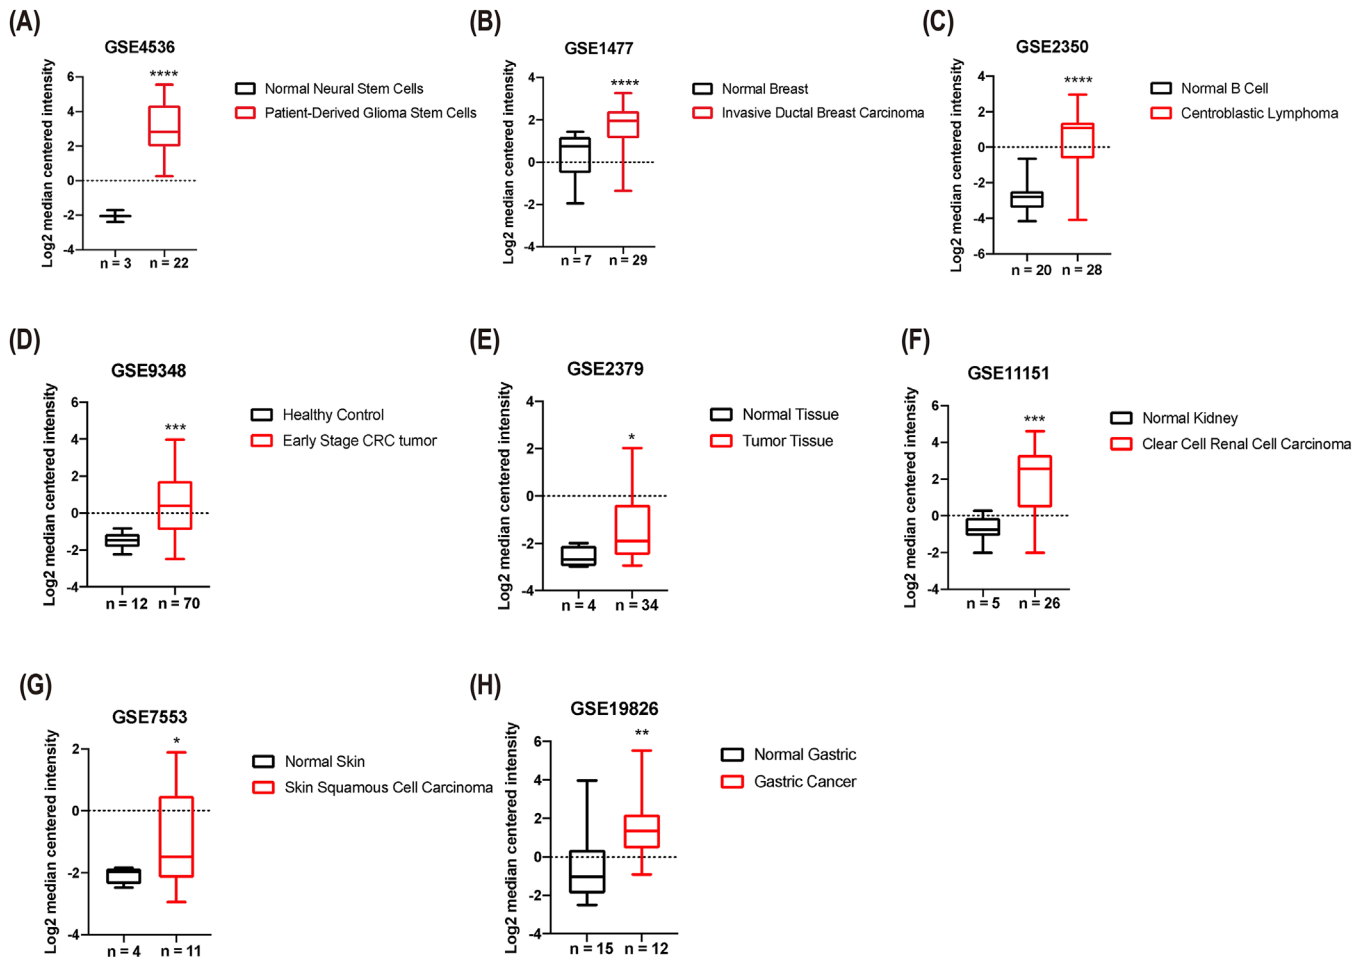 (A)
GSE4536
Log2 median centered intensity
6
4
2
0
-2
-4
****
n = 3
n = 22
Normal Neural Stem Cells
Patient-Derived Glioma Stem Cells
(B)
GSE1477
Log2 median centered intensity
4
2
0
-2
-4
****
n = 7
n = 29
Normal Breast
Invasive Ductal Breast Carcinoma
(C)
GSE2350
Log2 median centered intensity
4
2
0
-2
-4
-6
****
n = 20
n = 28
Normal B Cell
Centroblastic Lymphoma
(D)
GSE9348
Log2 median centered intensity
6
4
2
0
-2
-4
***
n = 12
n = 70
Healthy Control
Early Stage CRC tumor
(E)
GSE2379
Log2 median centered intensity
4
2
0
-2
-4
*
n = 4
n = 34
Normal Tissue
Tumor Tissue
(F)
GSE11151
Log2 median centered intensity
6
4
2
0
-2
-4
***
n = 5
n = 26
Normal Kidney
Clear Cell Renal Cell Carcinoma
(G)
GSE7553
Log2 median centered intensity
2
0
-2
-4
*
n = 4
n = 11
Normal Skin
Skin Squamous Cell Carcinoma
(H)
GSE19826
Log2 median centered intensity
6
4
2
0
-2
-4
**
n = 15
n = 12
Normal Gastric
Gastric Cancer